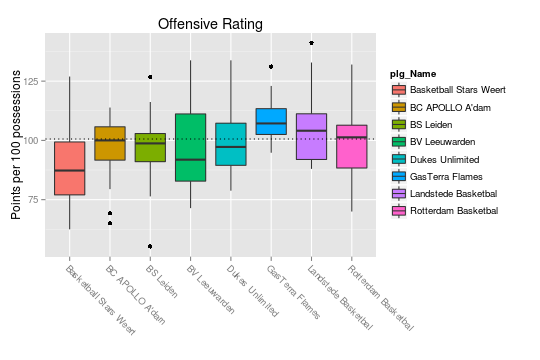 Offensive Rating
Points per 100 possessions
125
100
75
Basketball Stars Weert
BC APOLLO A'dam
BS Leiden
BV Leeuwarden
Dukes Unlimited
GasTerra Flames
Landstede Basketbal
Rotterdam Basketbal
plg_Name
Basketball Stars Weert
BC APOLLO A'dam
BS Leiden
BV Leeuwarden
Dukes Unlimited
GasTerra Flames
Landstede Basketbal
Rotterdam Basketbal